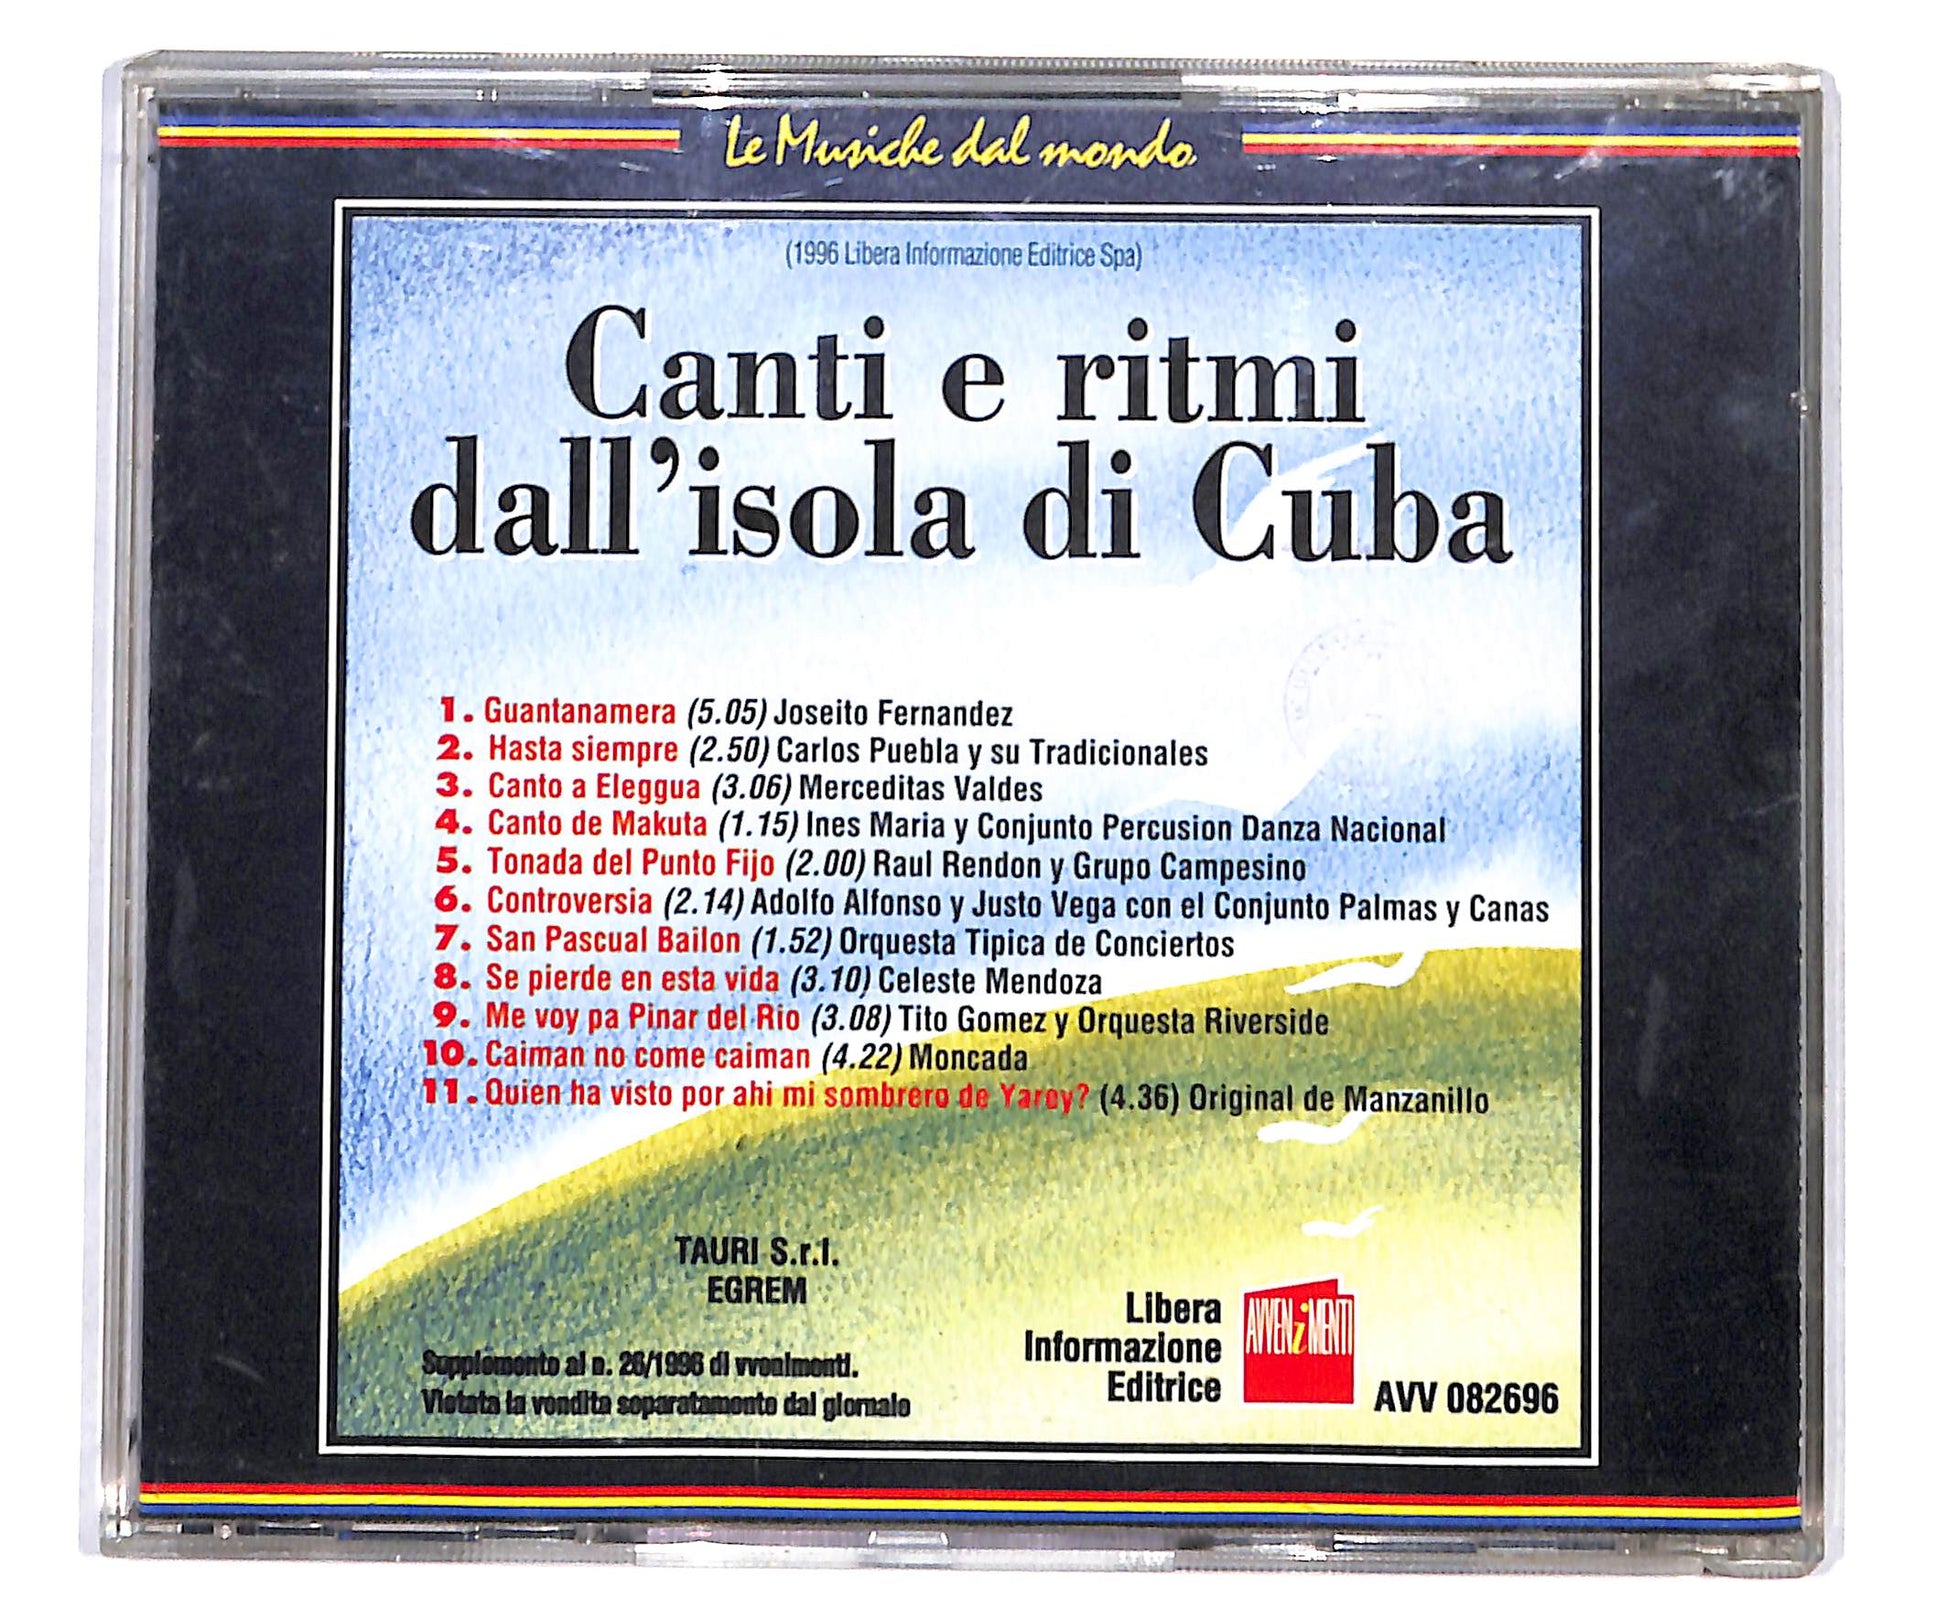 Le Musiche dal mondo
(1996 Libera Informazione Editrice Spa)
Canti e ritmi
dall'isola di Cuba
1. Guantanamera (5.05) Joseito Fernandez
2. Hasta siempre (2.50) Carlos Puebla y su Tradicionales
3. Canto a Eleggua (3.06) Merceditas Valdes
4. Canto de Makuta (1.15) Ines Maria y Conjunto Percusion Danza Nacional
5. Tonada del Punto Fijo (2.00) Raul Rendon y Grupo Campesino
6. Controversia (2.14) Adolfo Alfonso y Justo Vega con el Conjunto Palmas y Canas
7. San Pascual Bailon (1.52) Orquesta Tipica de Conciertos
8. Se pierde en esta vida (3.10) Celeste Mendoza
9. Me voy pa Pinar del Rio (3.08) Tito Gomez y Orquesta Riverside
10. Caiman no come caiman (4.22) Moncada
11. Quien ha visto por ahi mi sombrero de Yarey? (4.36) Original de Manzanillo
TAURI S.r.l.
EGREM
Supplemento al n. 26/1996 di vvenimenti.
Vietata la vendita separatamente dal giornale
Libera
Informazione
Editrice
AVVENiMENTI
AVV 082696